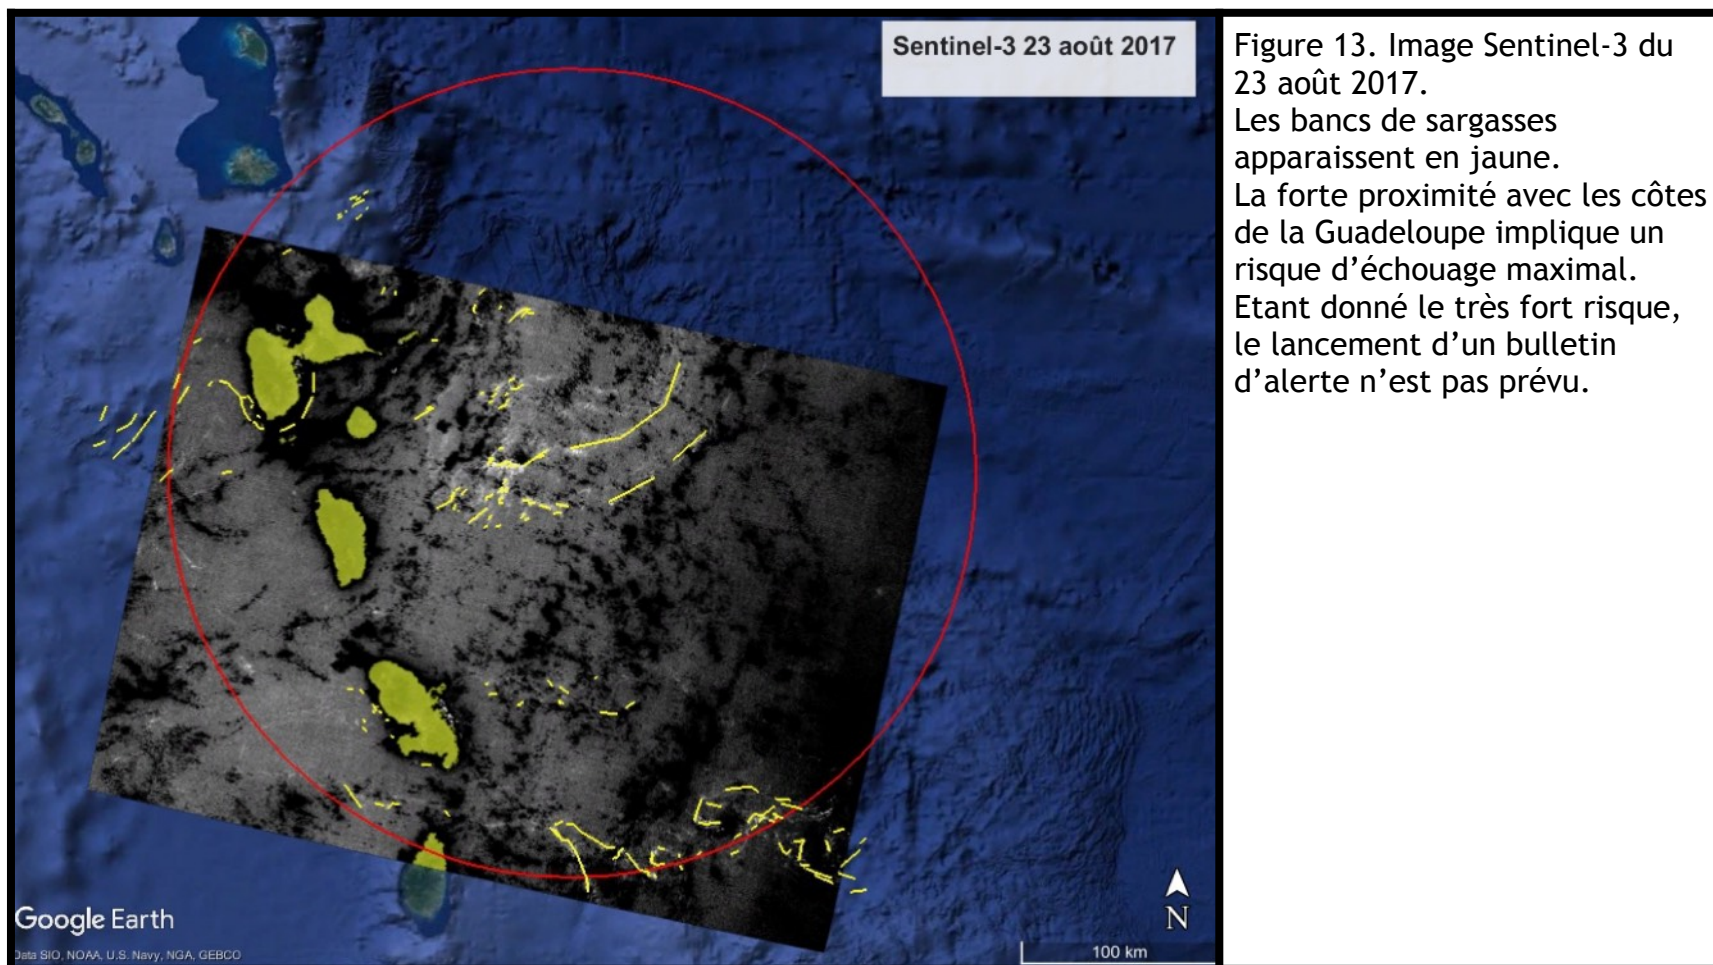 Sentinel-3 23 août 2017
Google Earth
Data SIO, NOAA, U.S. Navy, NGA, GEBCO
N
100 km
Figure 13. Image Sentinel-3 du
23 août 2017.
Les bancs de sargasses
apparaissent en jaune.
La forte proximité avec les côtes
de la Guadeloupe implique un
risque d'échouage maximal.
Etant donné le très fort risque,
le lancement d'un bulletin
d'alerte n'est pas prévu.